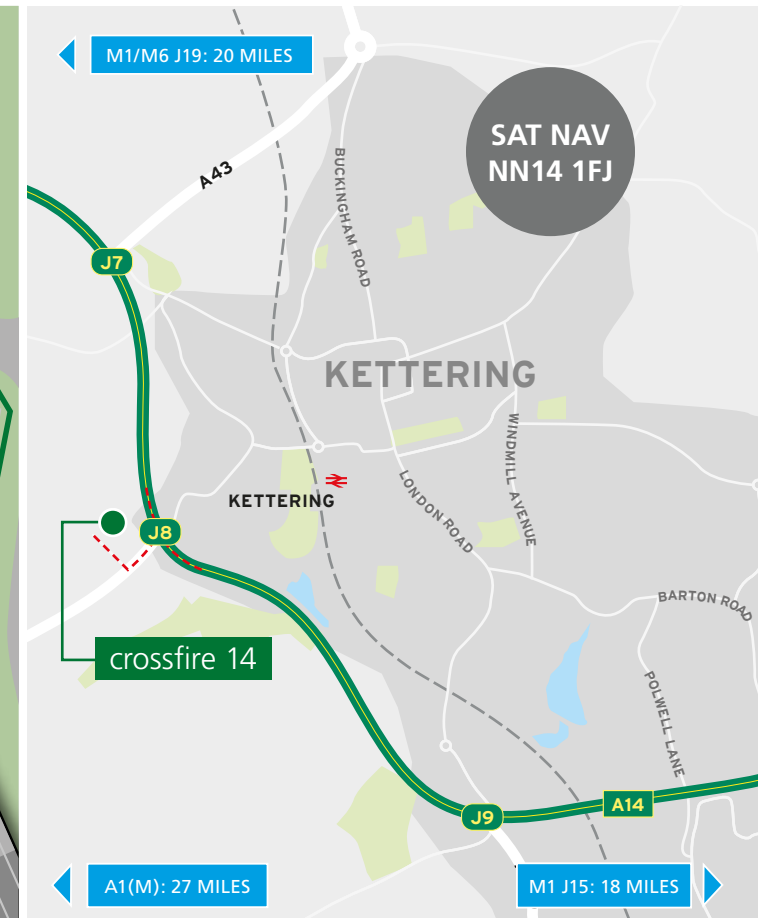 M1/M6 J19: 20 MILES
SAT NAV
NN14 1FJ
A43
BUCKINGHAM ROAD
J7
KETTERING
WINDMILL AVENUE
KETTERING
LONDON ROAD
J8
BARTON ROAD
crossfire 14
POLWELL LANE
A14
J9
A1(M): 27 MILES
M1 J15: 18 MILES